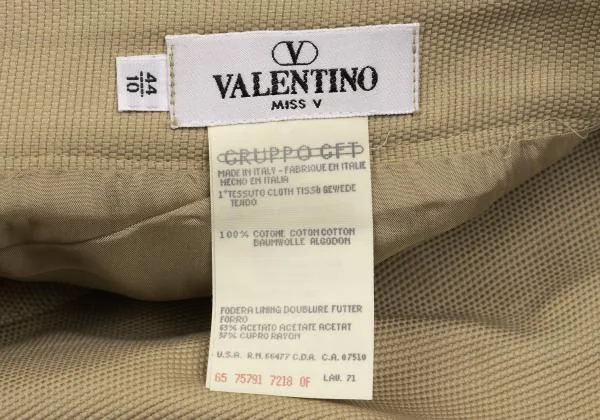 44
10
V
VALENTINO
MISS V
GRUPPO GFT
MADE IN ITALY - FABRIQUE EN ITALIE
HECHO EN ITALIA
1°TESSUTO CLOTH TISSU GEWEDE
TEJIDO
100% COTONE COTON COTTON
BAUMWOLLE ALGODON
FODERA LINING DOUBLURE FUTTER
FORRO
63% ACETATO ACETATE ACETAT
37% CUPRO RAYON
U.S.A. R.N. 66477 C.D.A. C.A. 07510
65 75791 7218 OF LAV. 71